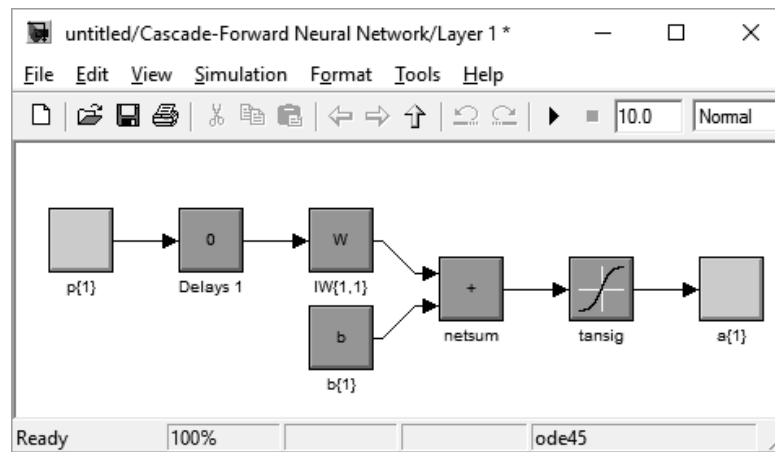 untitled/Cascade-Forward Neural Network/Layer 1 *
File Edit View Simulation Format Tools Help
10.0 Normal
0 W
p{1} Delays 1 IW{1,1}
+
b netsum tansig a{1}
b{1}
Ready 100% ode45